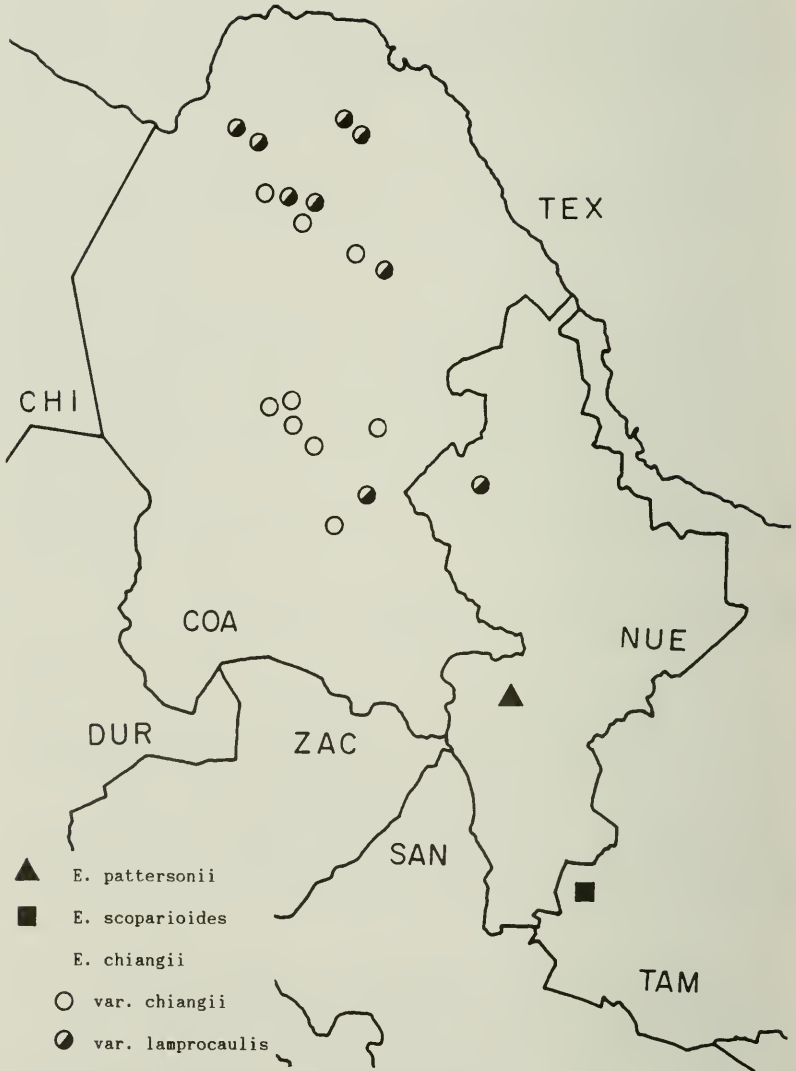 TEX
CHI
COA
NUE
DUR
ZAC
SAN
TAM
E. pattersonii
E. scoparioides
E. chiangii
var. chiangii
var. lamprocaulis